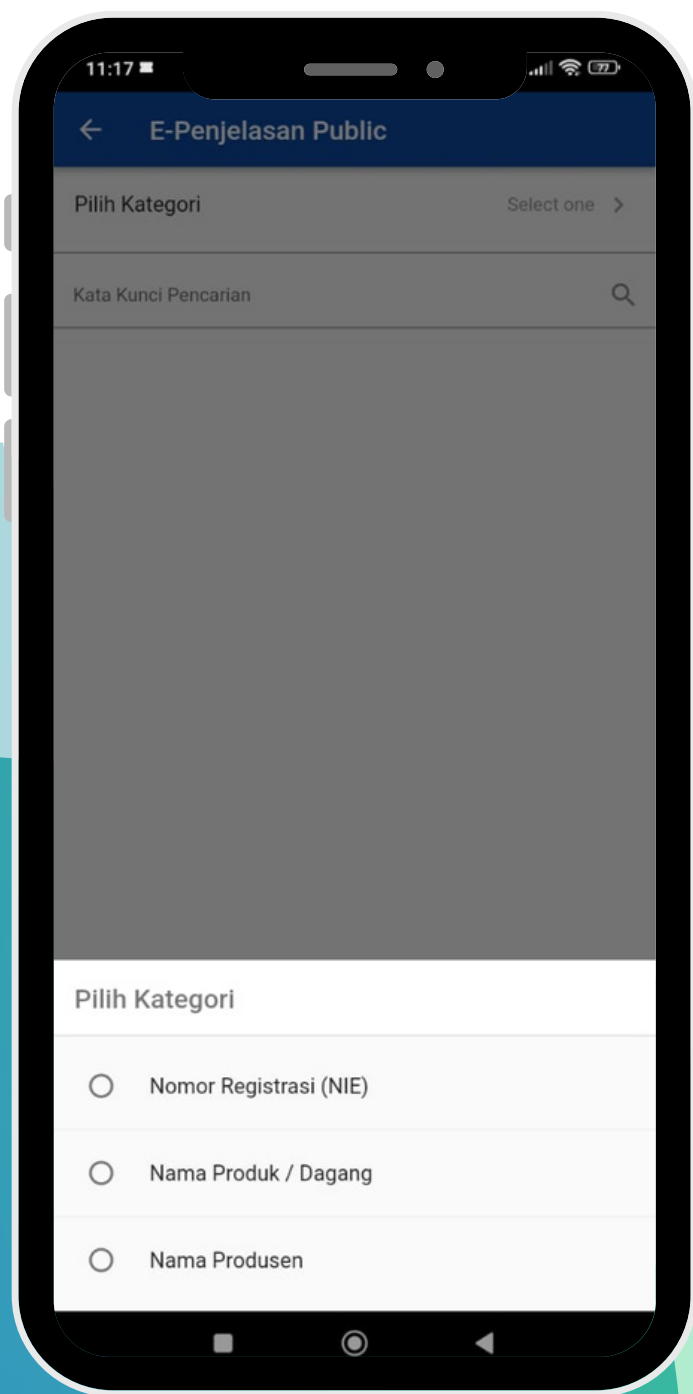 11:17
77
E-Penjelasan Public
Pilih Kategori
Select one
Kata Kunci Pencarian
Pilih Kategori
Nomor Registrasi (NIE)
Nama Produk / Dagang
Nama Produsen